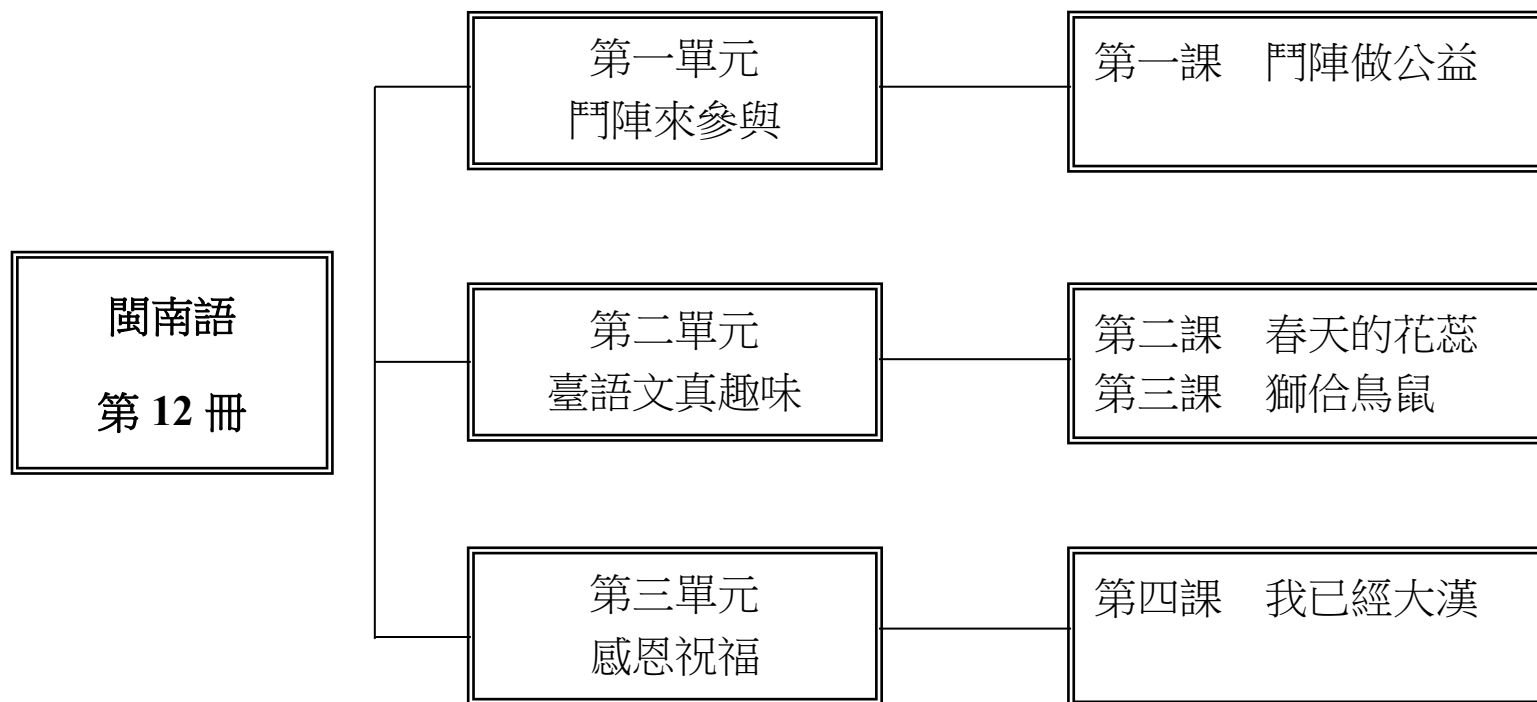 閩南語
第 12 冊
第一單元
鬥陣來參與
第一課 鬥陣做公益
第二單元
臺語文真趣味
第二課 春天的花蕊
第三課 獅佮鳥鼠
第三單元
感恩祝福
第四課 我已經大漢